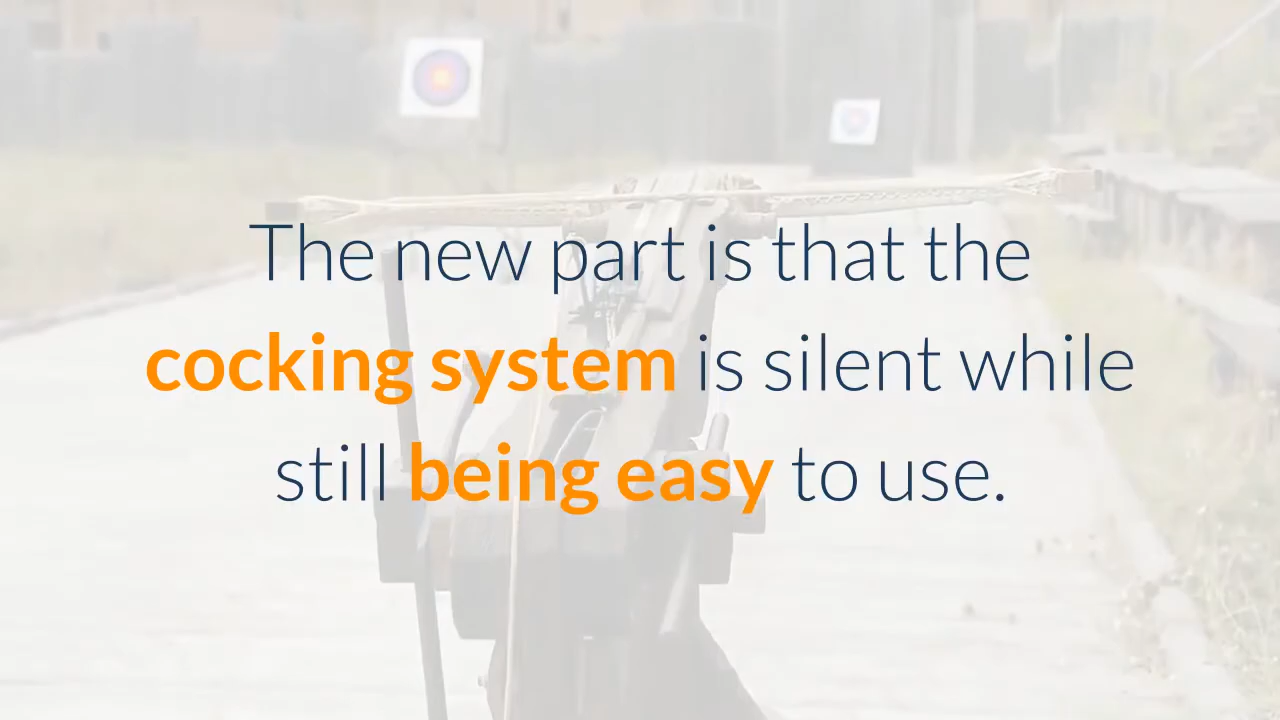 The new part is that the
cocking system is silent while
still being easy to use.